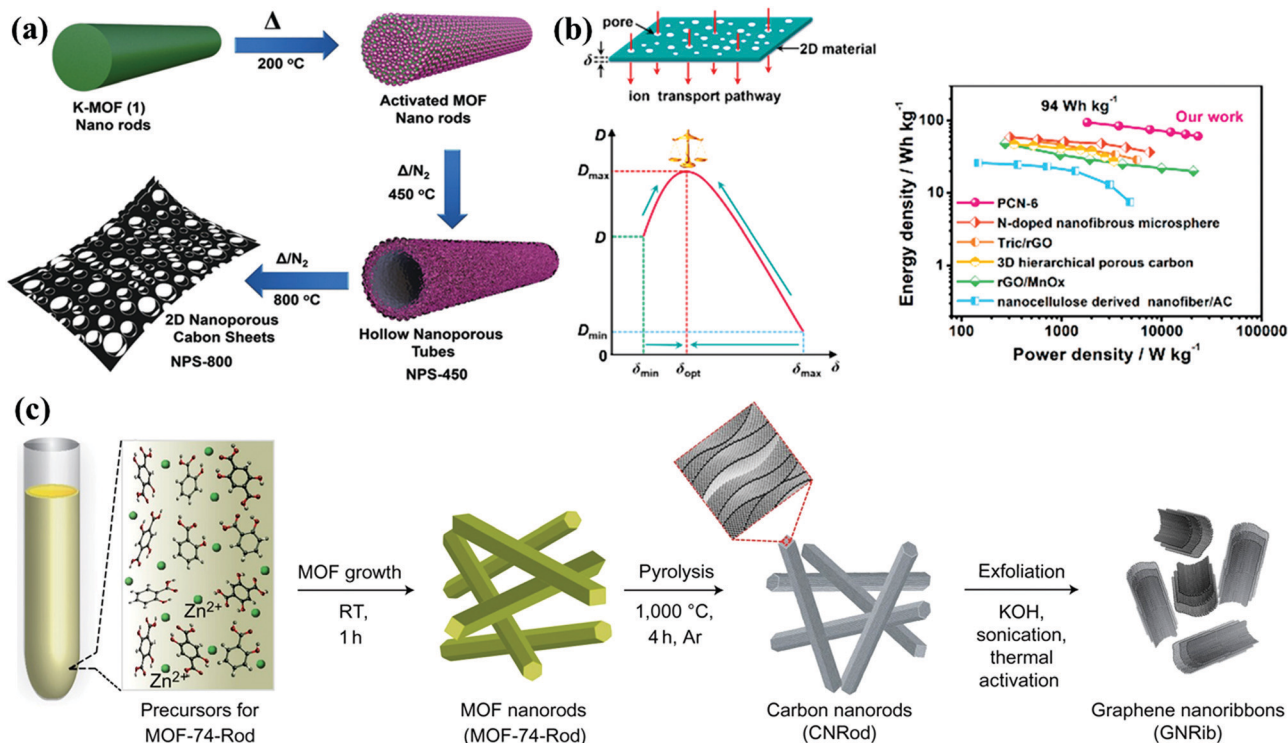 (a)
Δ
200 °C
K-MOF (1)
Nano rods
Activated MOF
Nano rods
Δ/N2
450 °C
Hollow Nanoporous
Tubes
NPS-450
Δ/N2
800 °C
2D Nanoporous
Cabon Sheets
NPS-800
(b)
pore
2D material
δ
ion transport pathway
D
Dmax
D
Dmin
0
δmin
δopt
δmax
δ
94 Wh kg-1
Our work
Energy density / Wh kg-1
100
10
1
PCN-6
N-doped nanofibrous microsphere
Tric/rGO
3D hierarchical porous carbon
rGO/MnOx
nanocellulose derived nanofiber/AC
100 1000 10000 100000
Power density / W kg-1
(c)
Zn2+
Zn2+
Precursors for
MOF-74-Rod
MOF growth
RT,
1 h
MOF nanorods
(MOF-74-Rod)
Pyrolysis
1,000 °C,
4 h, Ar
Carbon nanorods
(CNRod)
Exfoliation
KOH,
sonication,
thermal
activation
Graphene nanoribbons
(GNRib)